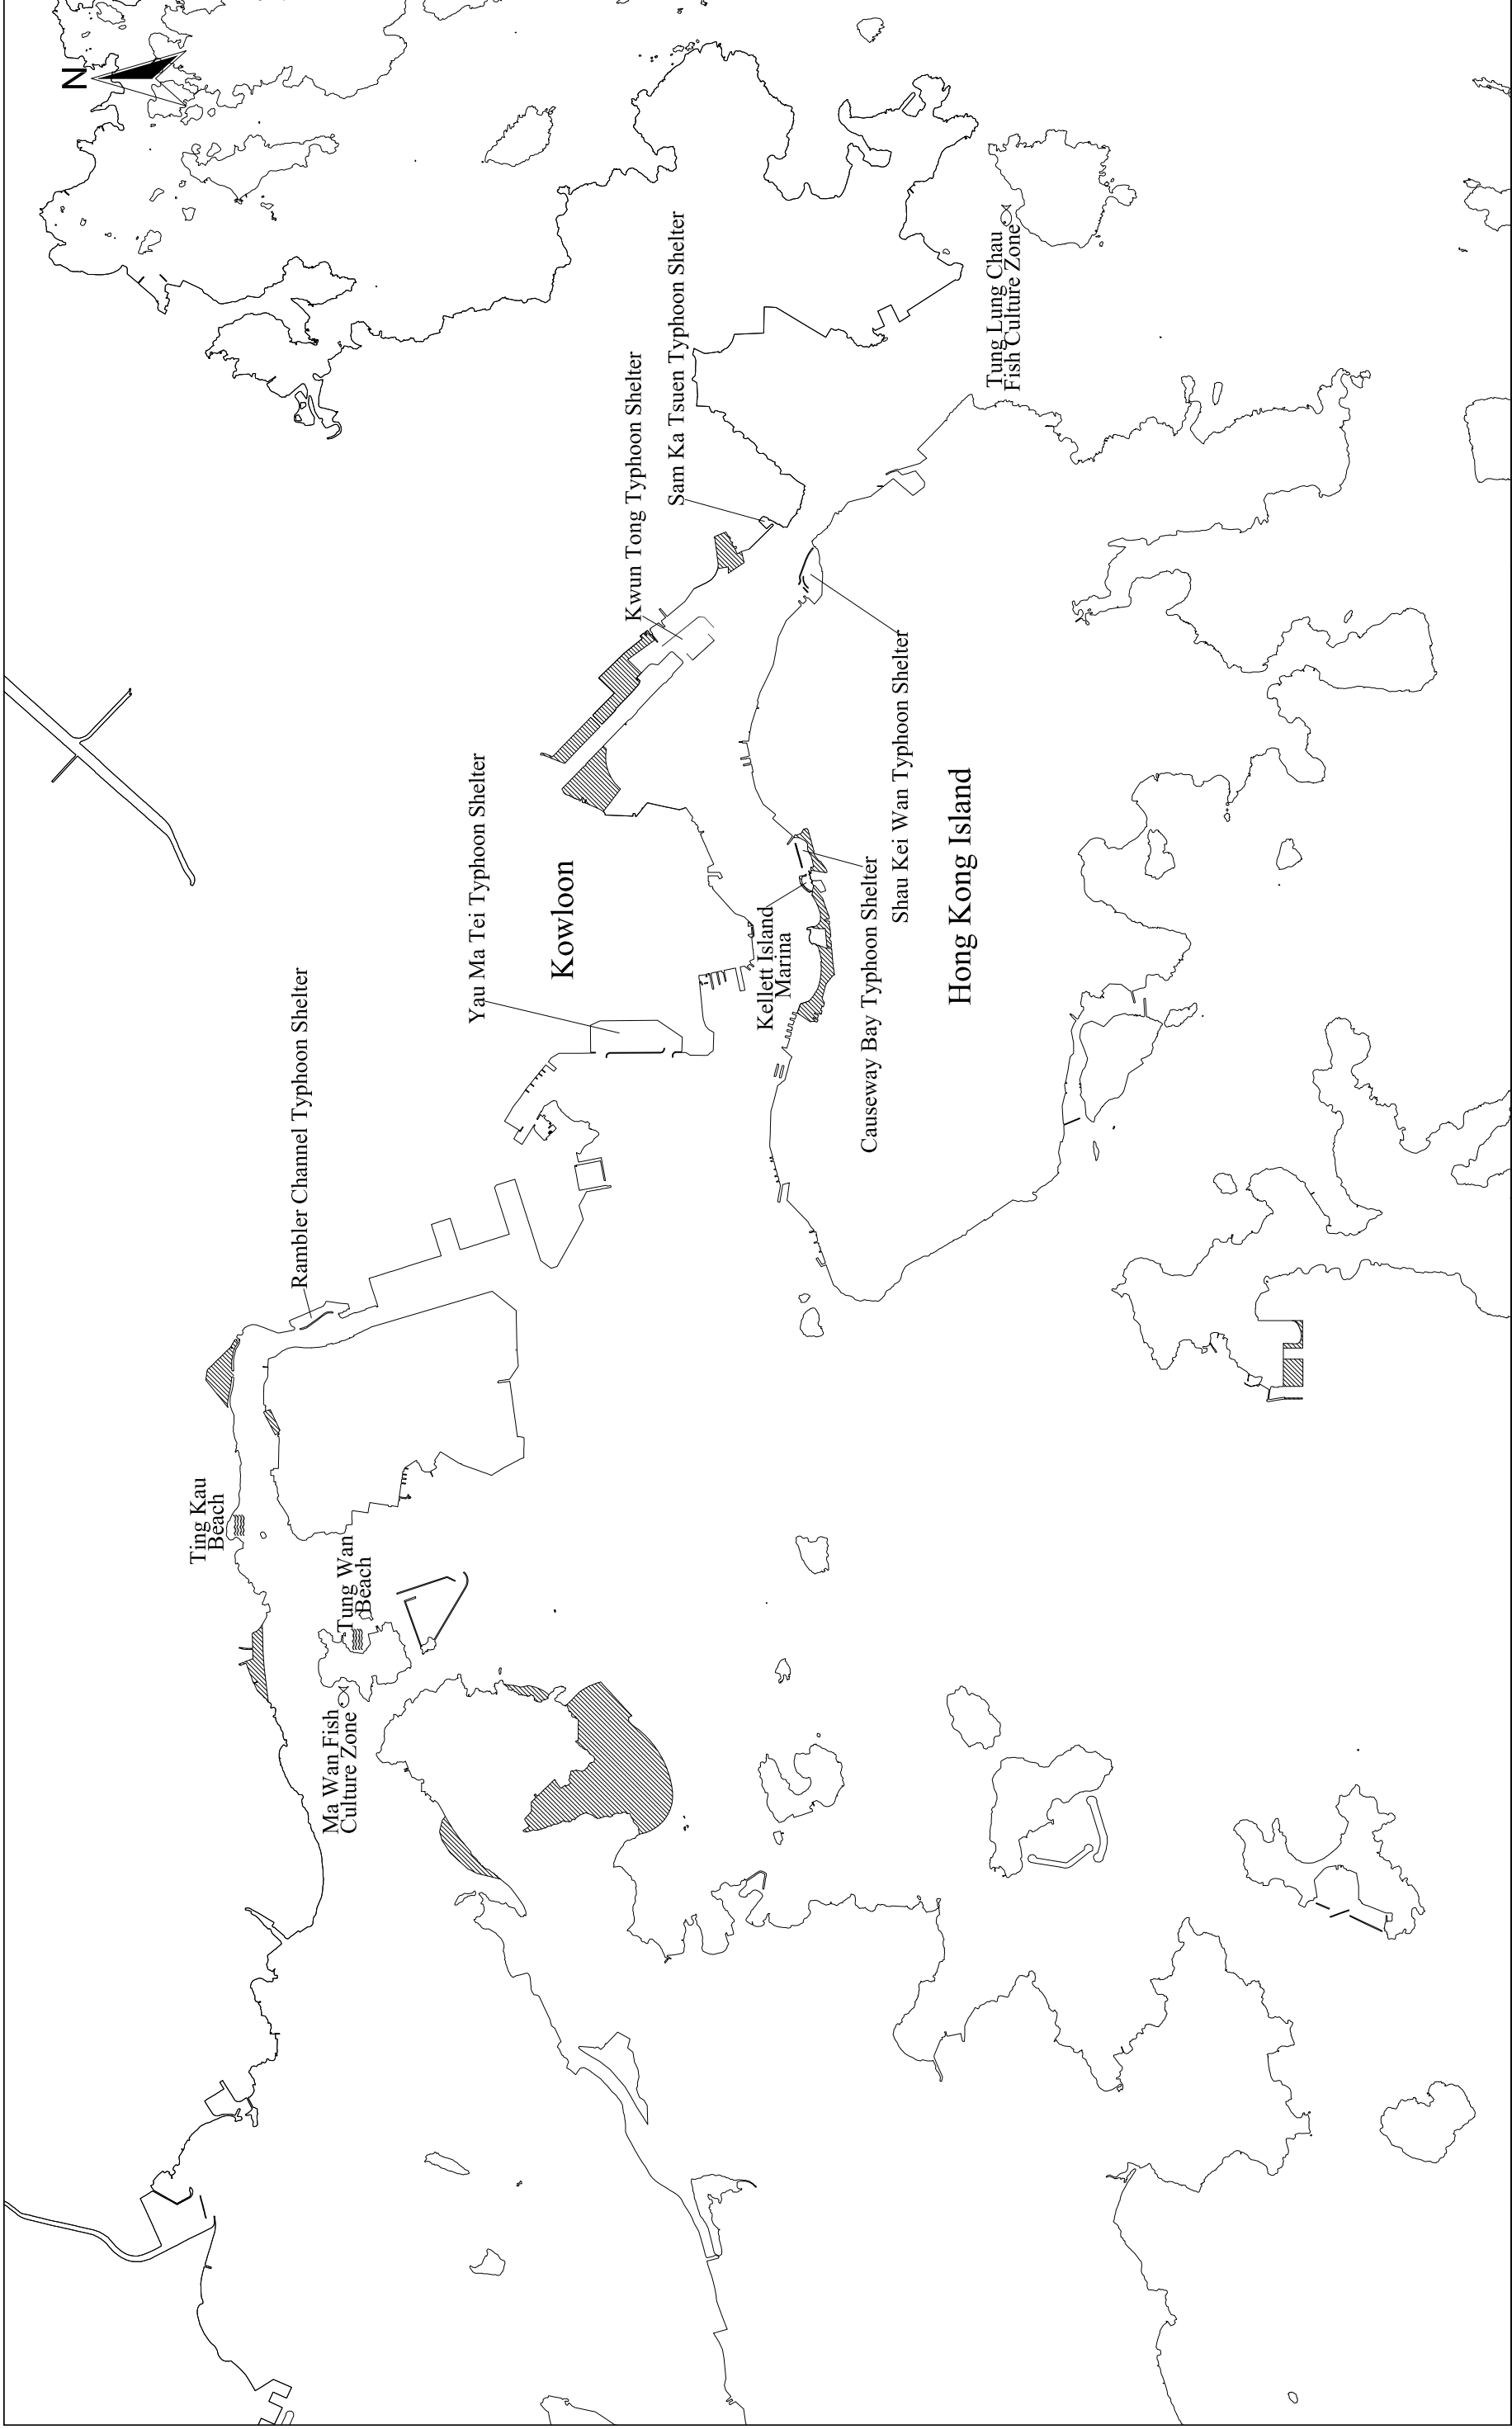 N
Ting Kau
Beach
Rambler Channel Typhoon Shelter
Ma Wan Fish
Culture Zone
Tung Wan
Beach
Yau Ma Tei Typhoon Shelter
Kowloon
Kwun Tong Typhoon Shelter
Sam Ka Tsuen Typhoon Shelter
Kellett Island
Marina
Causeway Bay Typhoon Shelter
Shau Kei Wan Typhoon Shelter
Hong Kong Island
Tung Lung Chau
Fish Culture Zone